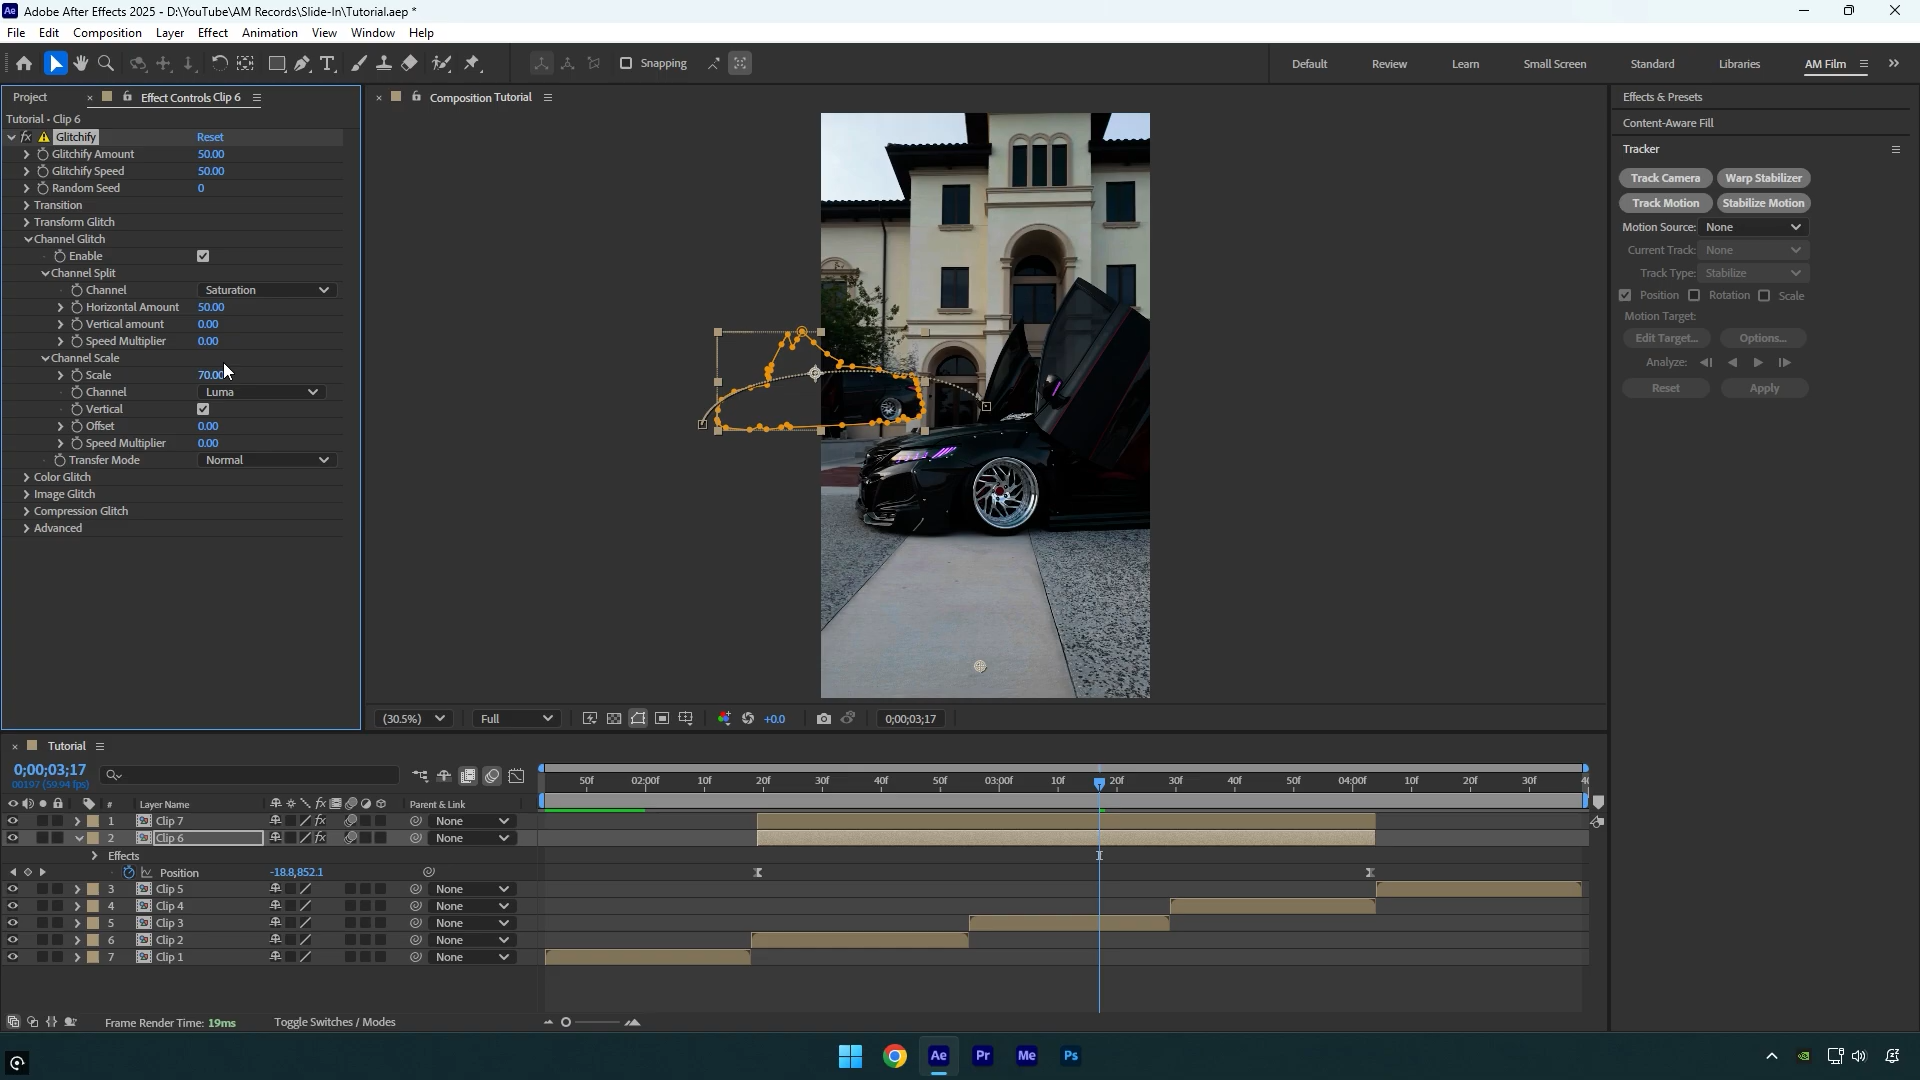 Adobe After Effects 2025 - D:\YouTube\AM Records\Slide-In\Tutorial.aep *
File Edit Composition Layer Effect Animation View Window Help
Snapping
Default Review Learn Small Screen Standard Libraries AM Film
Project
Effect Controls Clip 6
Tutorial - Clip 6
fx Glitchify Reset
Glitchify Amount 50.00
Glitchify Speed 50.00
Random Seed 0
Transition
Transform Glitch
Channel Glitch
Enable
Channel Split
Channel Saturation
Horizontal Amount 50.00
Vertical amount 0.00
Speed Multiplier 0.00
Channel Scale
Scale 70.00
Channel Luma
Vertical
Offset 0.00
Speed Multiplier 0.00
Transfer Mode Normal
Color Glitch
Image Glitch
Compression Glitch
Advanced
Composition Tutorial
(30.5%) Full +0.0 0;00;03;17
Effects & Presets
Content-Aware Fill
Tracker
Track Camera Warp Stabilizer
Track Motion Stabilize Motion
Motion Source: None
Current Track: None
Track Type: Stabilize
Position Rotation Scale
Motion Target:
Edit Target... Options...
Analyze:
Reset Apply
Tutorial
0;00;03;17
00197 (59.94 fps)
50f 02:00f 10f 20f 30f 40f 50f 03:00f 10f 20f 30f 40f 50f 04:00f 10f 20f 30f
# Layer Name fx Parent & Link
1 Clip 7 fx None
2 Clip 6 fx None
Effects
Position -18.8,852.1
3 Clip 5 None
4 Clip 4 None
5 Clip 3 None
6 Clip 2 None
7 Clip 1 None
Frame Render Time: 19ms Toggle Switches / Modes
Ae Pr Me Ps